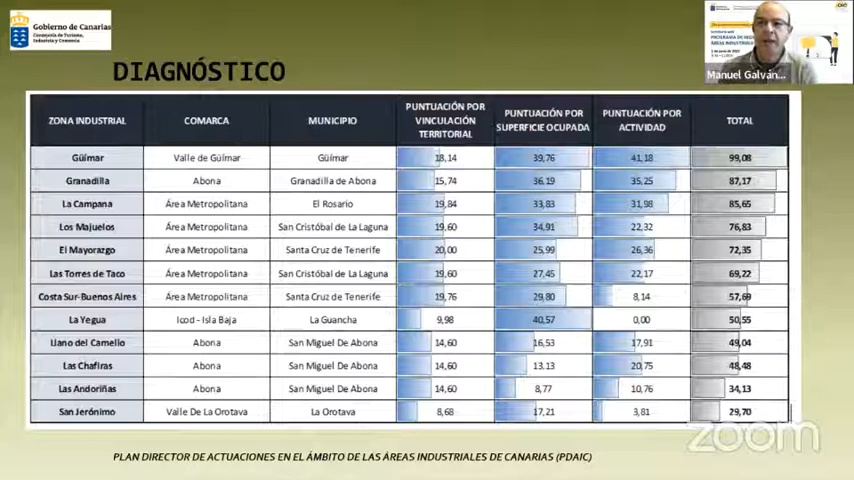 Gobierno de Canarias
Consejería de Turismo,
Industria y Comercio
Manuel Galván...
DIAGNÓSTICO
ZONA INDUSTRIAL COMARCA MUNICIPIO PUNTUACIÓN POR VINCULACIÓN TERRITORIAL PUNTUACIÓN POR SUPERFICIE OCUPADA PUNTUACIÓN POR ACTIVIDAD TOTAL
Güímar Valle de Güímar Güímar 18,14 39,76 41,18 99,08
Granadilla Abona Granadilla de Abona 15,74 36,19 35,25 87,17
La Campana Área Metropolitana El Rosario 19,84 33,83 31,98 85,65
Los Majuelos Área Metropolitana San Cristóbal de La Laguna 19,60 34,91 22,32 76,83
El Mayorazgo Área Metropolitana Santa Cruz de Tenerife 20,00 25,99 26,36 72,35
Las Torres de Taco Área Metropolitana San Cristóbal de La Laguna 19,60 27,45 22,17 69,22
Costa Sur-Buenos Aires Área Metropolitana Santa Cruz de Tenerife 19,76 29,80 8,14 57,69
La Yegua Icod - Isla Baja La Guancha 9,98 40,57 0,00 50,55
Llano del Camello Abona San Miguel De Abona 14,60 16,53 17,91 49,04
Las Chafiras Abona San Miguel De Abona 14,60 13,13 20,75 48,48
Las Andoriñas Abona San Miguel De Abona 14,60 8,77 10,76 34,13
San Jerónimo Valle De La Orotava La Orotava 8,68 17,21 3,81 29,70
zoom
PLAN DIRECTOR DE ACTUACIONES EN EL ÁMBITO DE LAS ÁREAS INDUSTRIALES DE CANARIAS (PDAIC)